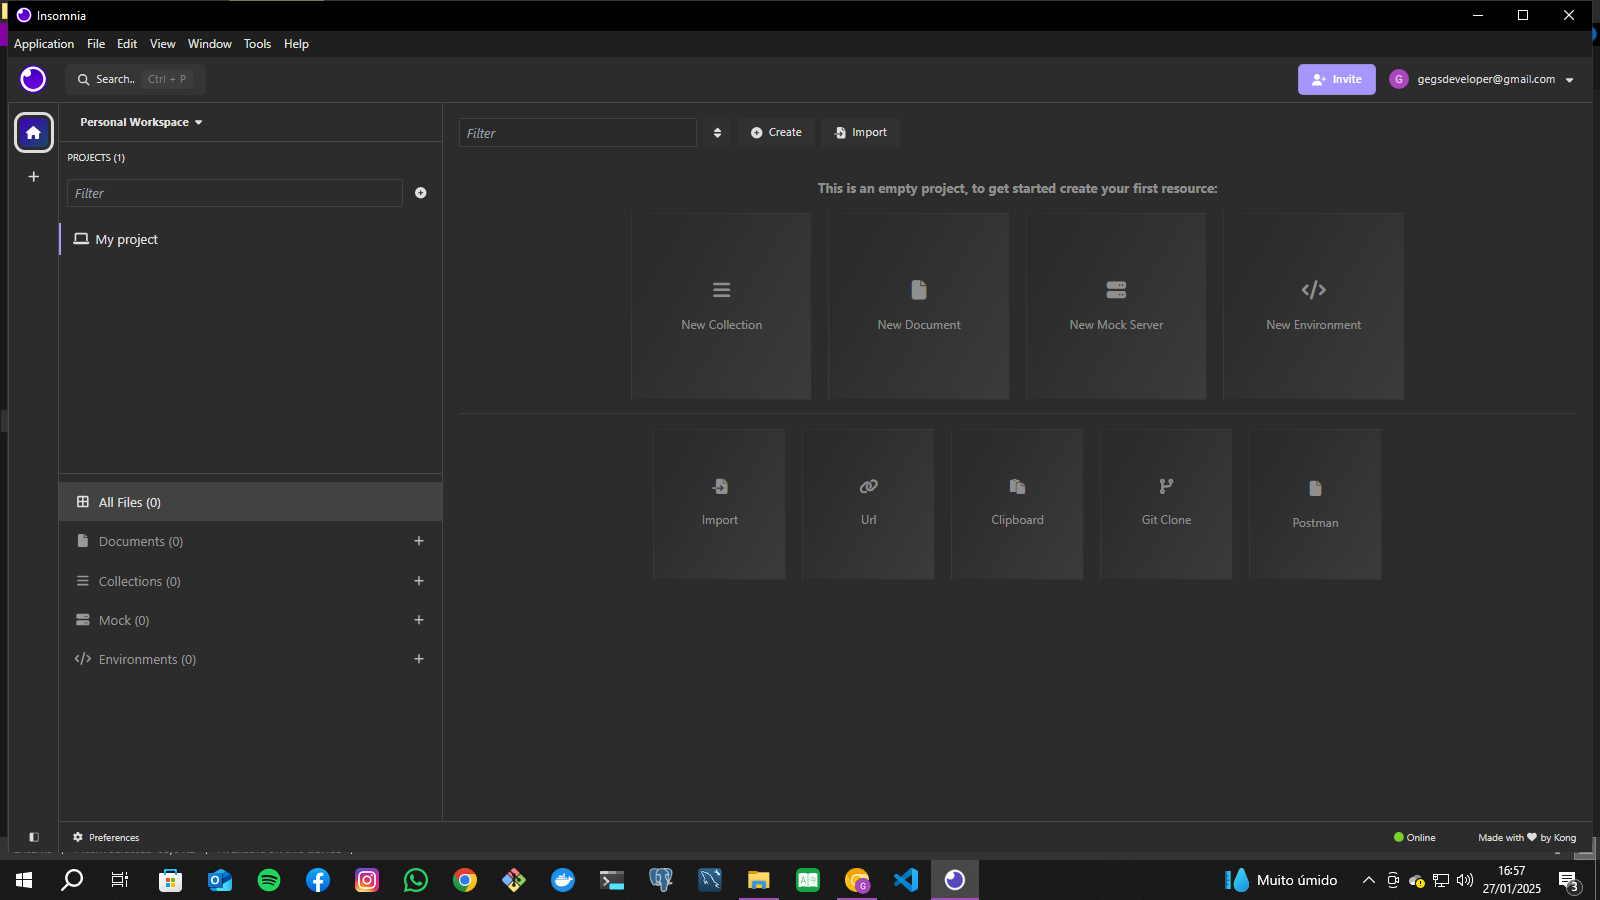 Insomnia
Application File Edit View Window Tools Help
Search.. Ctrl + P
Invite
G gegsdeveloper@gmail.com
Personal Workspace
PROJECTS (1)
Filter
My project
All Files (0)
Documents (0)
Collections (0)
Mock (0)
Environments (0)
Filter
Create
Import
This is an empty project, to get started create your first resource:
New Collection
New Document
New Mock Server
New Environment
Import
Url
Clipboard
Git Clone
Postman
Preferences
Online
Made with by Kong
G
Muito úmido
16:57
27/01/2025
3